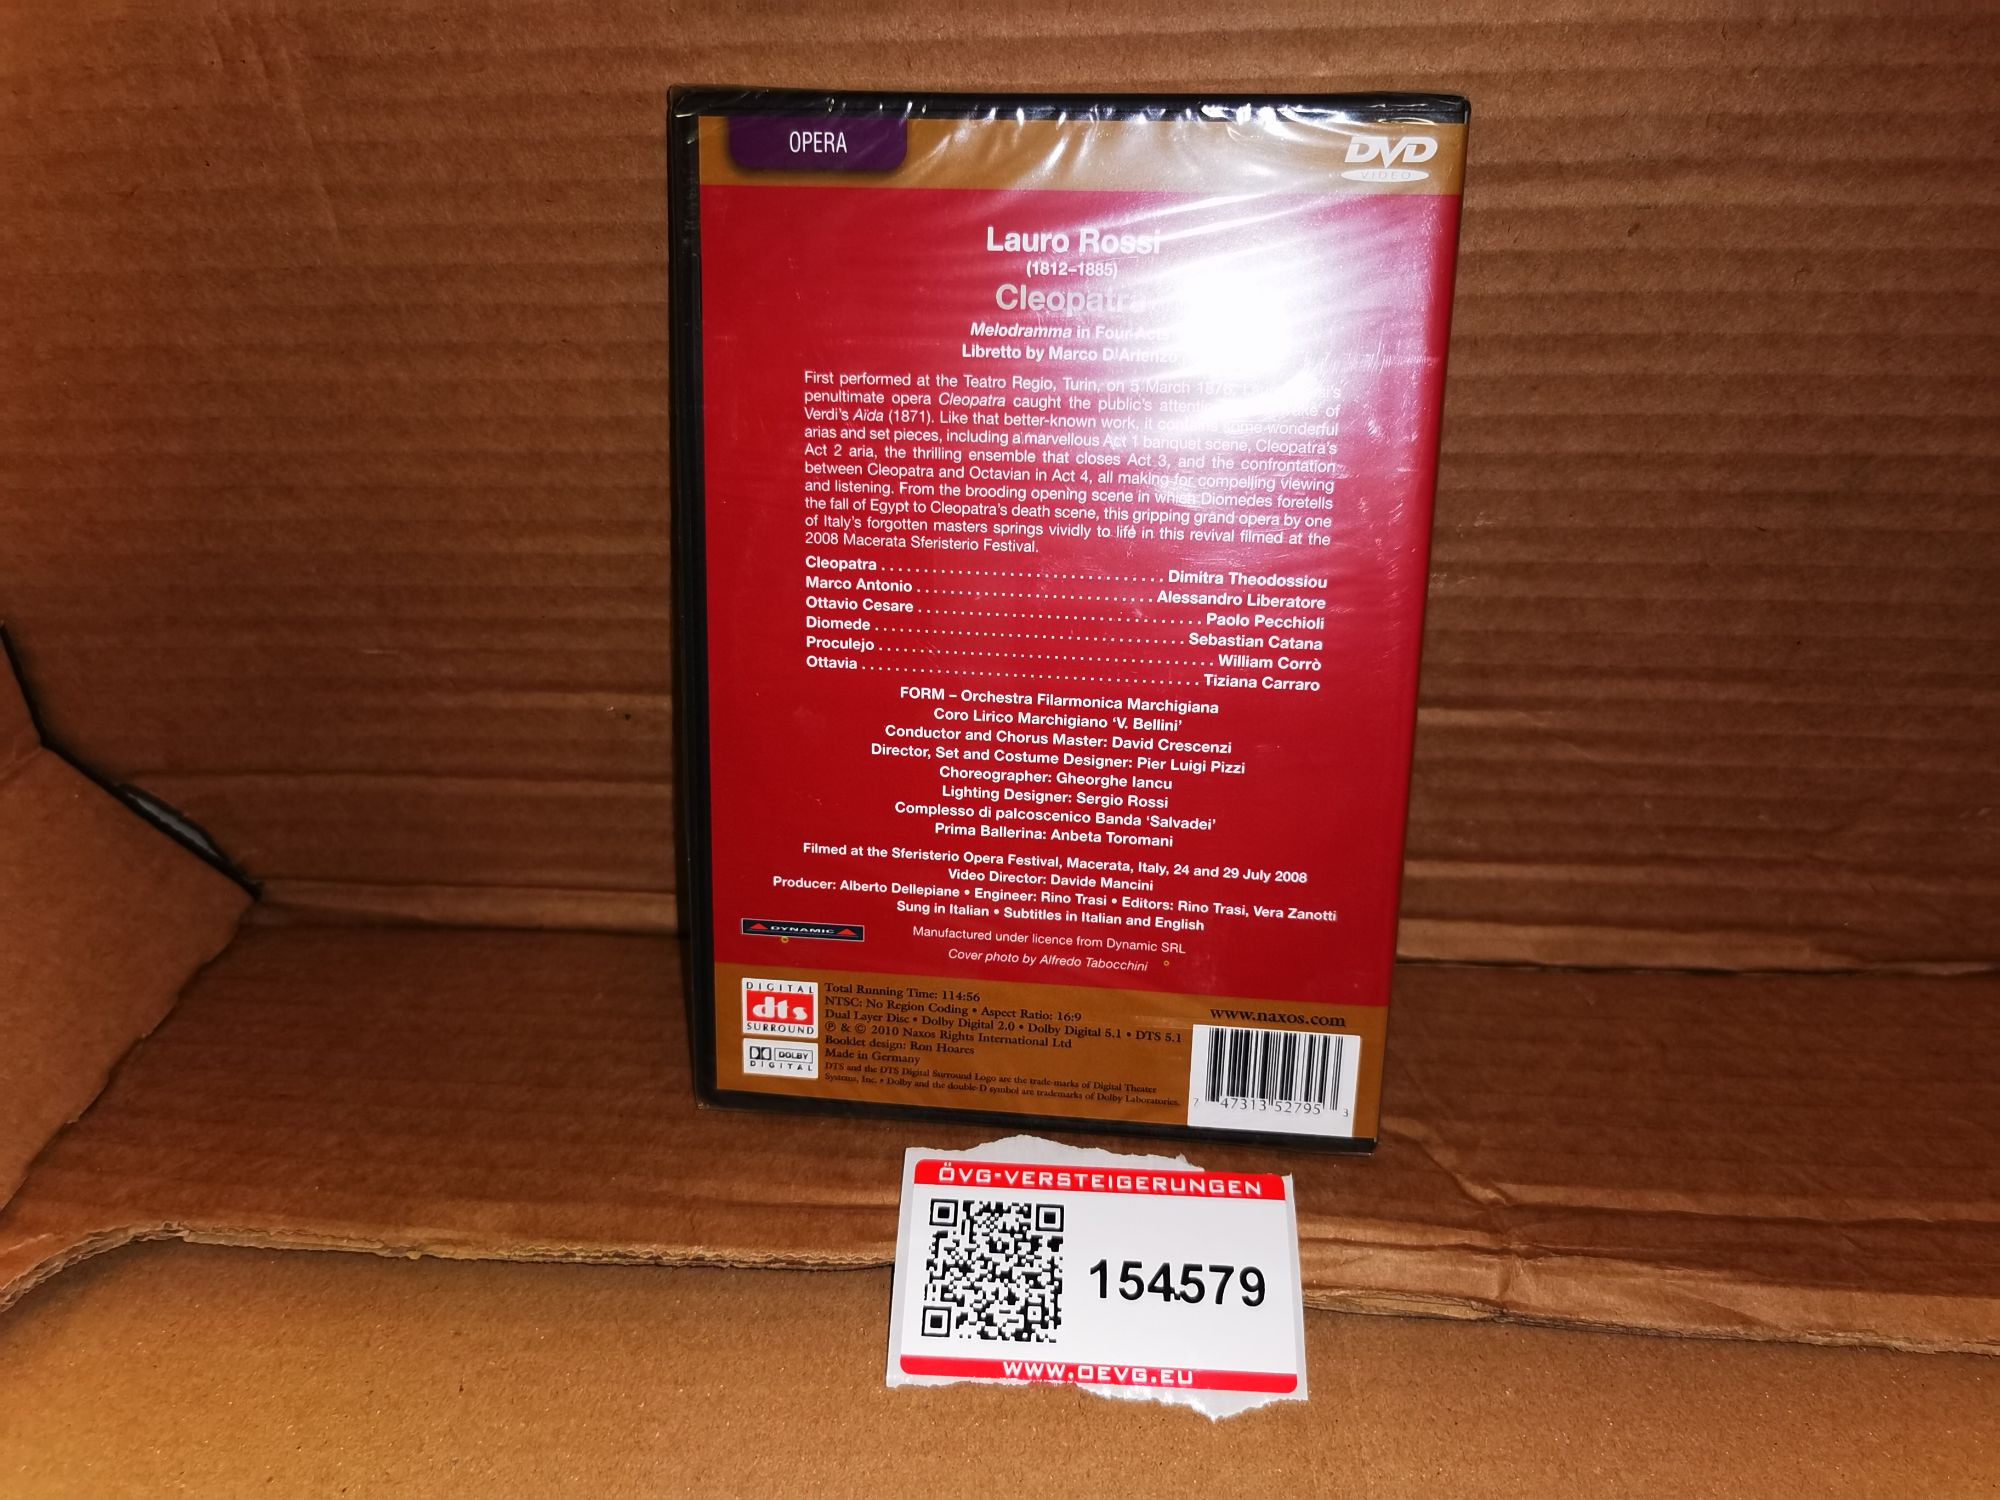 OPERA
DVD
VIDEO
Lauro Rossi
(1812–1885)
Cleopatra
Melodramma in Four Acts
Libretto by Marco D'Arienzo
First performed at the Teatro Regio, Turin, on 5 March 1876,
penultimate opera Cleopatra caught the public's attention of
Verdi's Aida (1871). Like that better-known work, it contains some wonderful
arias and set pieces, including a marvellous Act 1 banquet scene, Cleopatra's
Act 2 aria, the thrilling ensemble that closes Act 3, and the confrontation
between Cleopatra and Octavian in Act 4, all making for compelling viewing
and listening. From the brooding opening scene in which Diomedes foretells
the fall of Egypt to Cleopatra's death scene, this gripping grand opera by one
of Italy's forgotten masters springs vividly to life in this revival filmed at the
2008 Macerata Sferisterio Festival.
Cleopatra . . . . . . . . . . . . . . . . . . . . Dimitra Theodossiou
Marco Antonio . . . . . . . . . . . . . . . . . . . . Alessandro Liberatore
Ottavio Cesare . . . . . . . . . . . . . . . . . . . . Paolo Pecchioli
Diomede . . . . . . . . . . . . . . . . . . . . Sebastian Catana
Proculejo . . . . . . . . . . . . . . . . . . . . William Corrò
Ottavia . . . . . . . . . . . . . . . . . . . . Tiziana Carraro
FORM – Orchestra Filarmonica Marchigiana
Coro Lirico Marchigiano 'V. Bellini'
Conductor and Chorus Master: David Crescenzi
Director, Set and Costume Designer: Pier Luigi Pizzi
Choreographer: Gheorghe Iancu
Lighting Designer: Sergio Rossi
Complesso di palcoscenico Banda 'Salvadei'
Prima Ballerina: Anbeta Toromani
Filmed at the Sferisterio Opera Festival, Macerata, Italy, 24 and 29 July 2008
Video Director: Davide Mancini
Producer: Alberto Dellepiane • Engineer: Rino Trasi • Editors: Rino Trasi, Vera Zanotti
Sung in Italian • Subtitles in Italian and English
DYNAMIC
Manufactured under licence from Dynamic SRL
Cover photo by Alfredo Tabocchini
DIGITAL
dts
SURROUND
DOLBY
DIGITAL
Total Running Time: 114:56
NTSC: No Region Coding • Aspect Ratio: 16:9
Dual Layer Disc • Dolby Digital 2.0 • Dolby Digital 5.1 • DTS 5.1
℗ & © 2010 Naxos Rights International Ltd
Booklet design: Ron Hoares
Made in Germany
DTS and the DTS Digital Surround Logo are the trade-marks of Digital Theater
Systems, Inc. • Dolby and the double-D symbol are trademarks of Dolby Laboratories.
www.naxos.com
7 47313 52795 3
ÖVG-VERSTEIGERUNGEN
154579
WWW.OEVG.EU